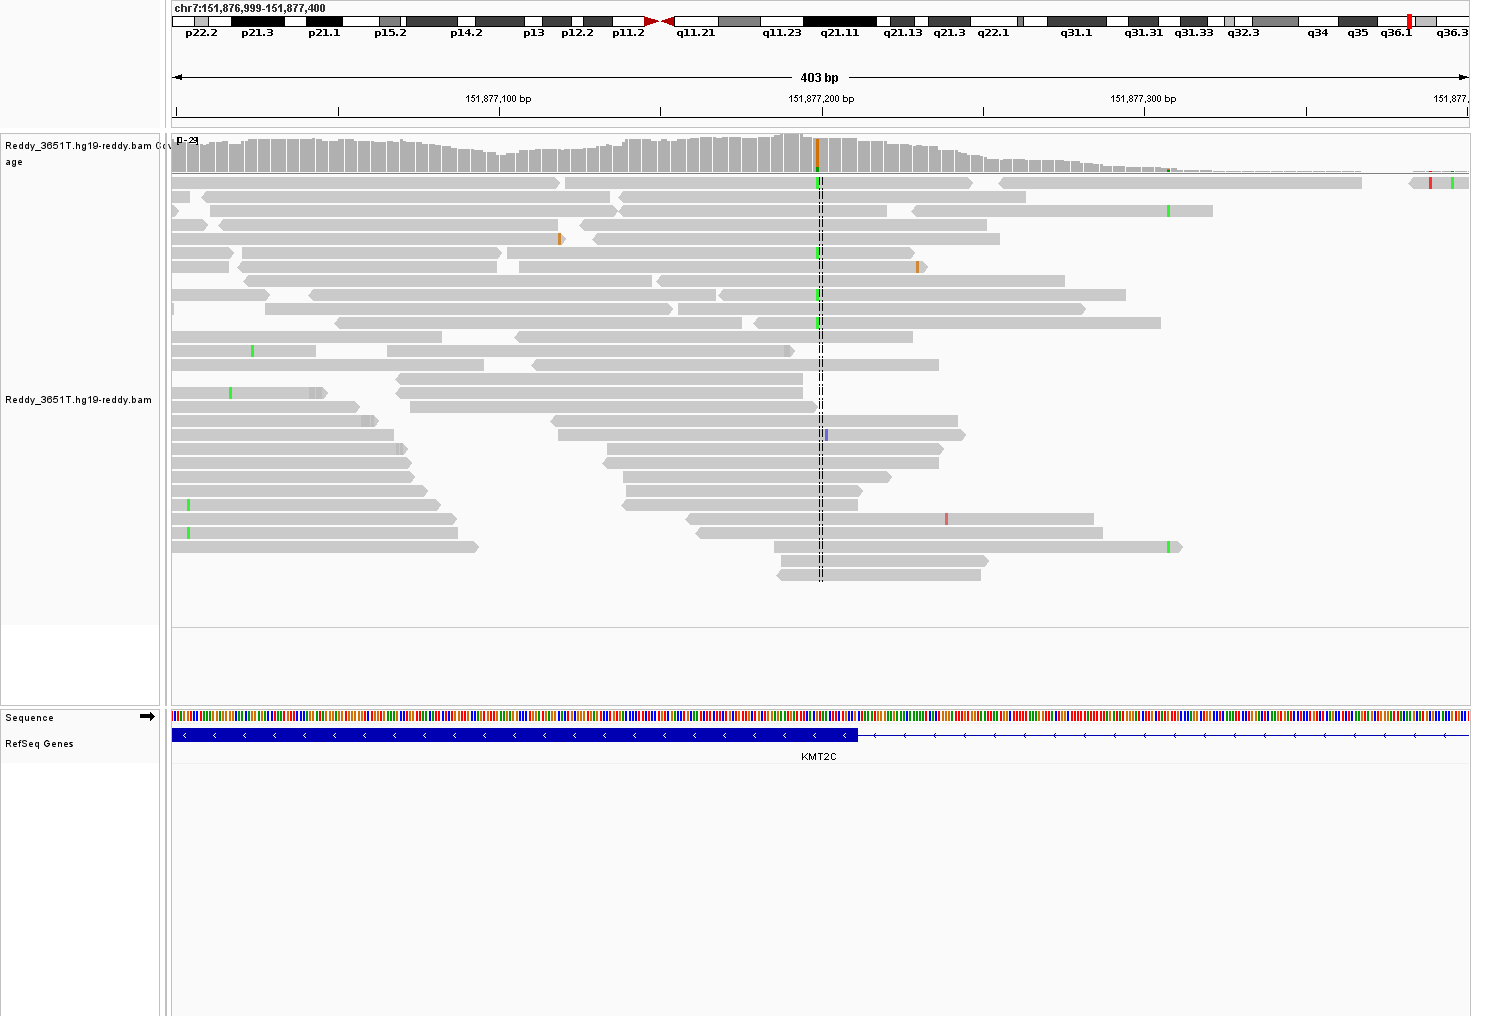 chr7:151,876,999-151,877,400
p22.2 p21.3 p21.1 p15.2 p14.2 p13 p12.2 p11.2 q11.21 q11.23 q21.11 q21.13 q21.3 q22.1 q31.1 q31.31 q31.33 q32.3 q34 q35 q36.1 q36.3
403 bp
151,877,100 bp 151,877,200 bp 151,877,300 bp 151,877,
Reddy_3651T.hg19-reddy.bam Cov
age
[0 - 29]
Reddy_3651T.hg19-reddy.bam
Sequence
RefSeq Genes
KMT2C